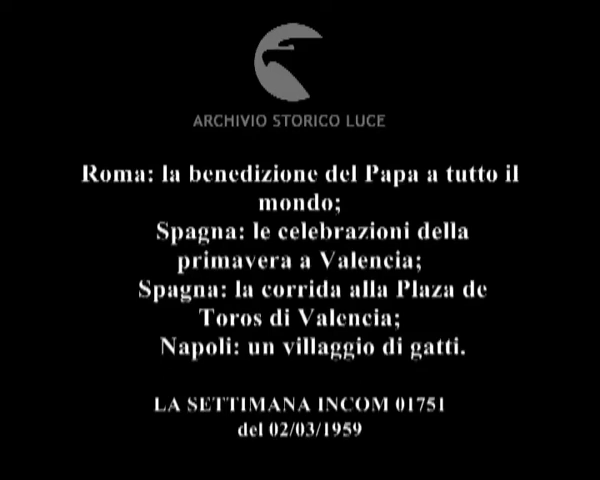 ARCHIVIO STORICO LUCE
Roma: la benedizione del Papa a tutto il
mondo;
Spagna: le celebrazioni della
primavera a Valencia;
Spagna: la corrida alla Plaza de
Toros di Valencia;
Napoli: un villaggio di gatti.
LA SETTIMANA INCOM 01751
del 02/03/1959